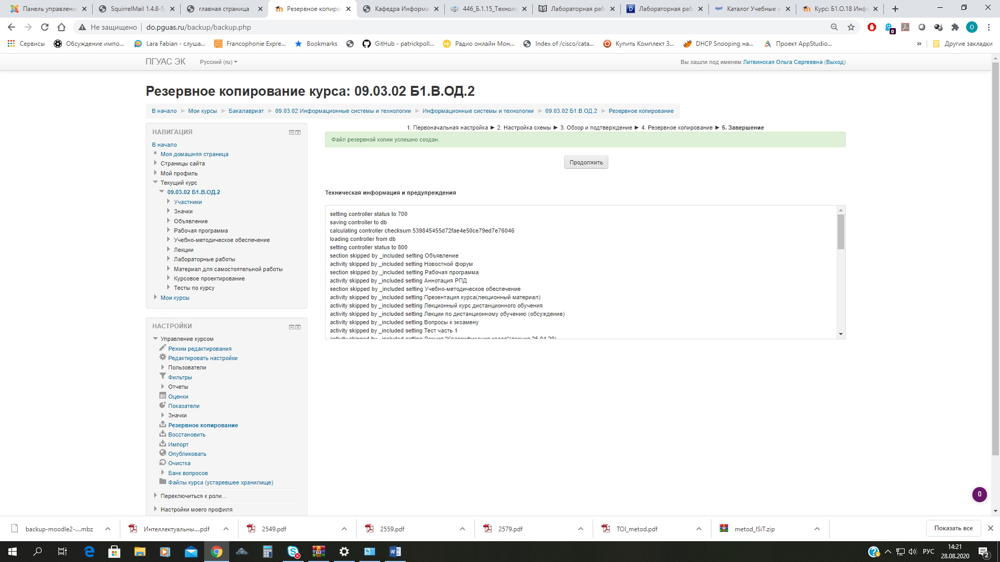 Панель управлени
SquirrelMail 1.4.8-5
главная страница
Резервное копиро
Кафедра Информа
446_Б.1.15_Технол
Лабораторная раб
Лабораторная раб
Каталог Учебные и
Курс: Б1.О.18 Инфо
Не защищено
do.pguas.ru/backup/backup.php
0
O
Сервисы
Обсуждение импо...
Lara Fabian - слуша...
Francophonie Expre...
Bookmarks
GitHub - patrickpoll...
Радио онлайн Мон...
Index of /cisco/cata...
Купить Комплект З...
DHCP Snooping на...
Проект AppStudio...
»
Другие закладки
ПГУАС ЭК
Русский (ru)
Вы зашли под именем Литвинская Ольга Сергеевна (Выход)
Резервное копирование курса: 09.03.02 Б1.В.ОД.2
В начало ► Мои курсы ► Бакалавриат ► 09.03.02 Информационные системы и технологии ► Информационные системы и технологии ► 09.03.02 Б1.В.ОД.2 ► Резервное копирование
НАВИГАЦИЯ
В начало
Моя домашняя страница
Страницы сайта
Мой профиль
Текущий курс
09.03.02 Б1.В.ОД.2
Участники
Значки
Объявление
Рабочая программа
Учебно-методическое обеспечение
Лекции
Лабораторные работы
Материал для самостоятельной работы
Курсовое проектирование
Тесты по курсу
Мои курсы
НАСТРОЙКИ
Управление курсом
Режим редактирования
Редактировать настройки
Пользователи
Фильтры
Отчеты
Оценки
Показатели
Значки
Резервное копирование
Восстановить
Импорт
Опубликовать
Очистка
Банк вопросов
Файлы курса (устаревшее хранилище)
Переключиться к роли...
Настройки моего профиля
1. Первоначальная настройка ► 2. Настройка схемы ► 3. Обзор и подтверждение ► 4. Резервное копирование ► 5. Завершение
Файл резервной копии успешно создан.
Продолжить
Техническая информация и предупреждения
setting controller status to 700
saving controller to db
calculating controller checksum 539845455d72fae4e50ce79ed7e76046
loading controller from db
setting controller status to 800
section skipped by _included setting Объявление
activity skipped by _included setting Новостной форум
section skipped by _included setting Рабочая программа
activity skipped by _included setting Аннотация РПД
section skipped by _included setting Учебно-методическое обеспечение
activity skipped by _included setting Презентация курса(лекционный материал)
activity skipped by _included setting Лекционный курс дистанционного обучения
activity skipped by _included setting Лекции по дистанционному обучению (обсуждение)
activity skipped by _included setting Вопросы к экзамену
activity skipped by _included setting Тест часть 1
activity skipped by _included setting Лекция "Классификация кодов"(лекция 25.04.20)
0
backup-moodle2-....mbz
Интеллектуальны....pdf
2549.pdf
2559.pdf
2579.pdf
TOI_metod.pdf
metod_ISiT.zip
Показать все
РУС
14:21
28.08.2020
2